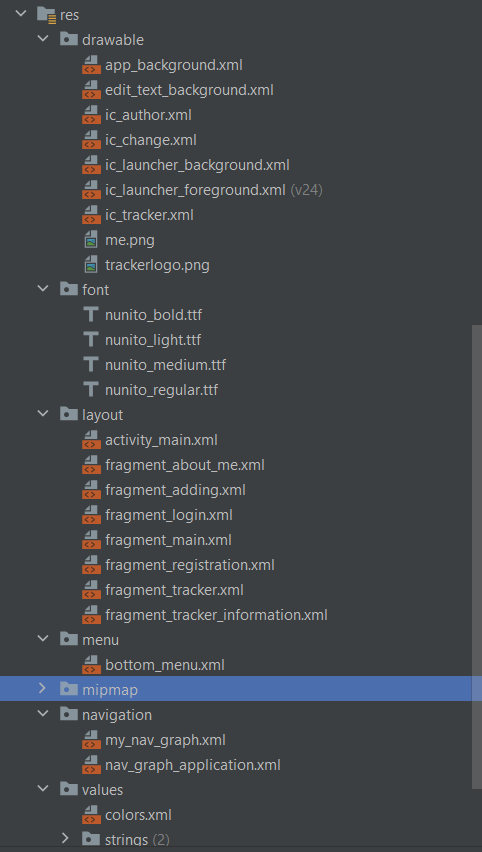 res
drawable
app_background.xml
edit_text_background.xml
ic_author.xml
ic_change.xml
ic_launcher_background.xml
ic_launcher_foreground.xml (v24)
ic_tracker.xml
me.png
trackerlogo.png
font
nunito_bold.ttf
nunito_light.ttf
nunito_medium.ttf
nunito_regular.ttf
layout
activity_main.xml
fragment_about_me.xml
fragment_adding.xml
fragment_login.xml
fragment_main.xml
fragment_registration.xml
fragment_tracker.xml
fragment_tracker_information.xml
menu
bottom_menu.xml
mipmap
navigation
my_nav_graph.xml
nav_graph_application.xml
values
colors.xml
strings (2)